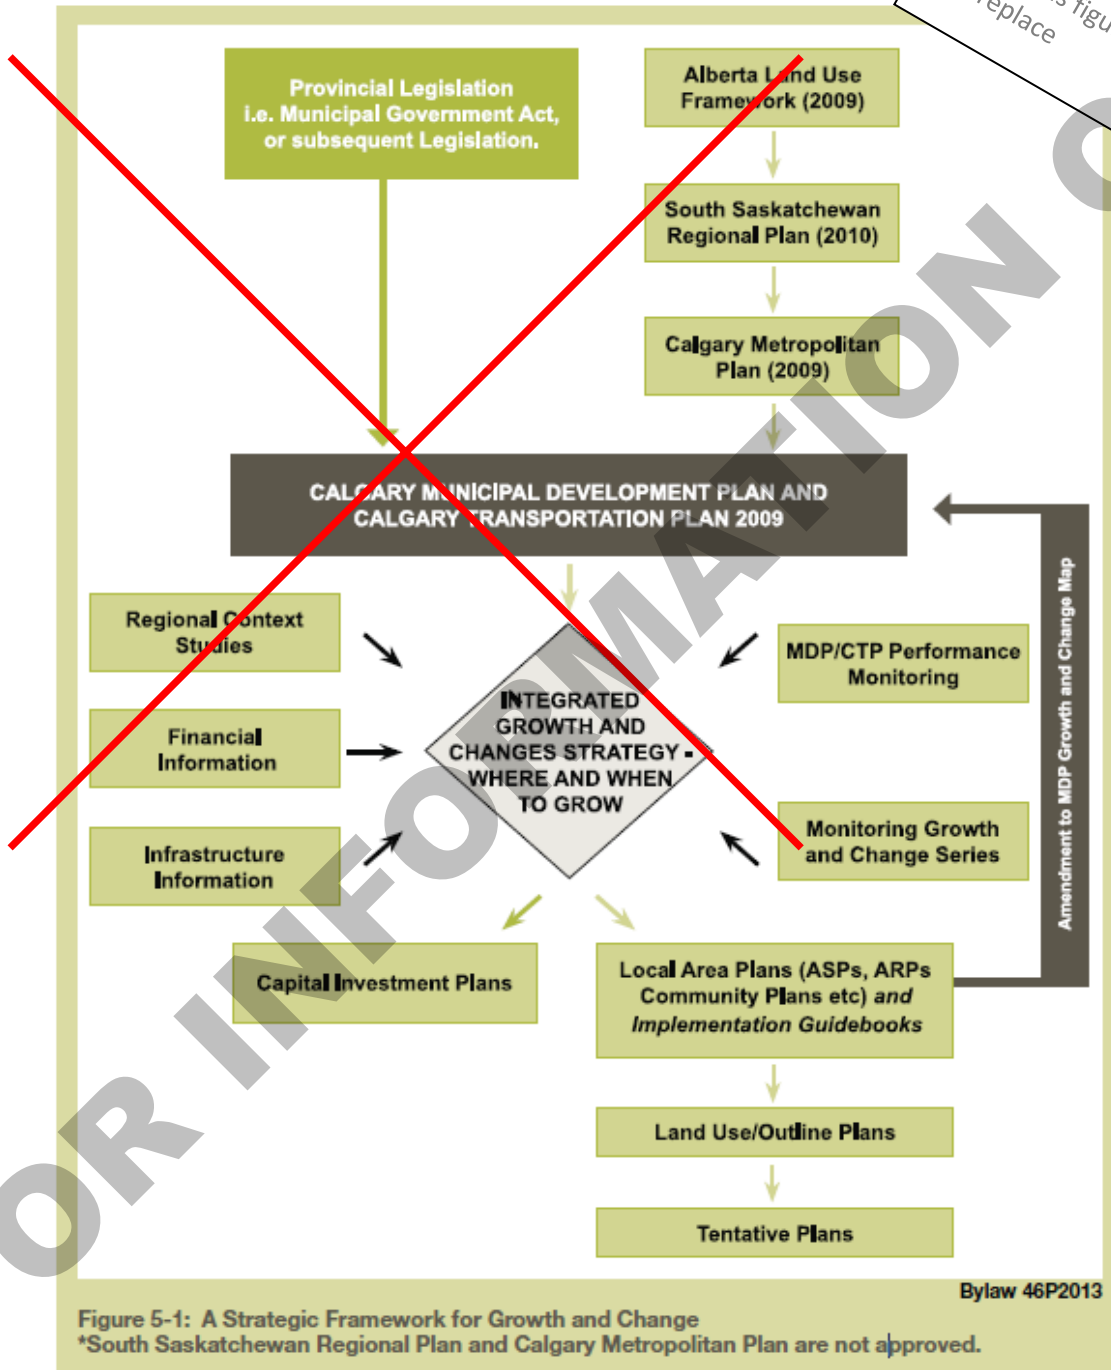 s figu
replace
Provincial Legislation
i.e. Municipal Government Act,
or subsequent Legislation.
Alberta Land Use
Framework (2009)
South Saskatchewan
Regional Plan (2010)
Calgary Metropolitan
Plan (2009)
CALGARY MUNICIPAL DEVELOPMENT PLAN AND
CALGARY TRANSPORTATION PLAN 2009
Regional Context
Studies
Financial
Information
Infrastructure
Information
INTEGRATED
GROWTH AND
CHANGES STRATEGY -
WHERE AND WHEN
TO GROW
MDP/CTP Performance
Monitoring
Monitoring Growth
and Change Series
Amendment to MDP Growth and Change Map
Capital Investment Plans
Local Area Plans (ASPs, ARPs
Community Plans etc) and
Implementation Guidebooks
Land Use/Outline Plans
Tentative Plans
Bylaw 46P2013
Figure 5-1: A Strategic Framework for Growth and Change
*South Saskatchewan Regional Plan and Calgary Metropolitan Plan are not approved.
OR INFORMATION O